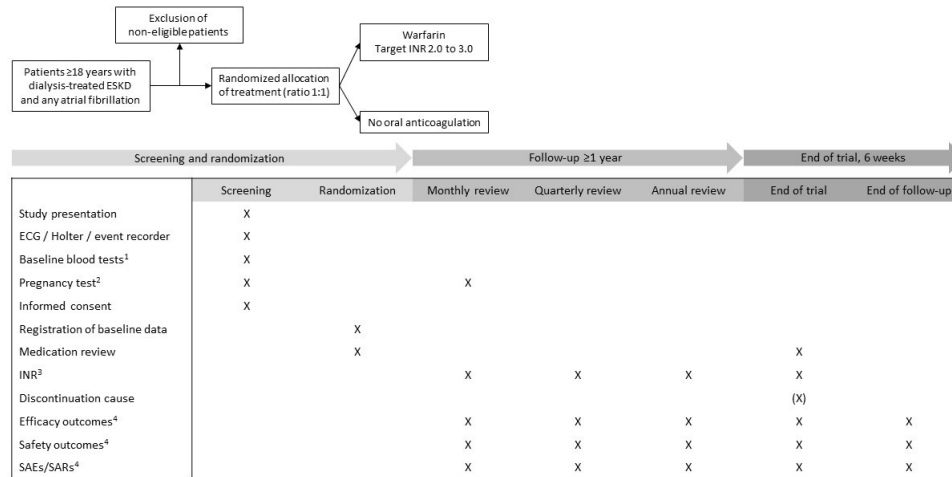 Exclusion of
non-eligible patients
Warfarin
Target INR 2.0 to 3.0
Patients ≥18 years with
dialysis-treated ESKD
and any atrial fibrillation
Randomized allocation
of treatment (ratio 1:1)
No oral anticoagulation
Screening and randomization Follow-up ≥1 year End of trial, 6 weeks
Screening Randomization Monthly review Quarterly review Annual review End of trial End of follow-up
Study presentation X
ECG / Holter / event recorder X
Baseline blood tests¹ X
Pregnancy test² X X
Informed consent X
Registration of baseline data X
Medication review X X
INR³ X X X X
Discontinuation cause (X)
Efficacy outcomes⁴ X X X X X
Safety outcomes⁴ X X X X X
SAEs/SARs⁴ X X X X X